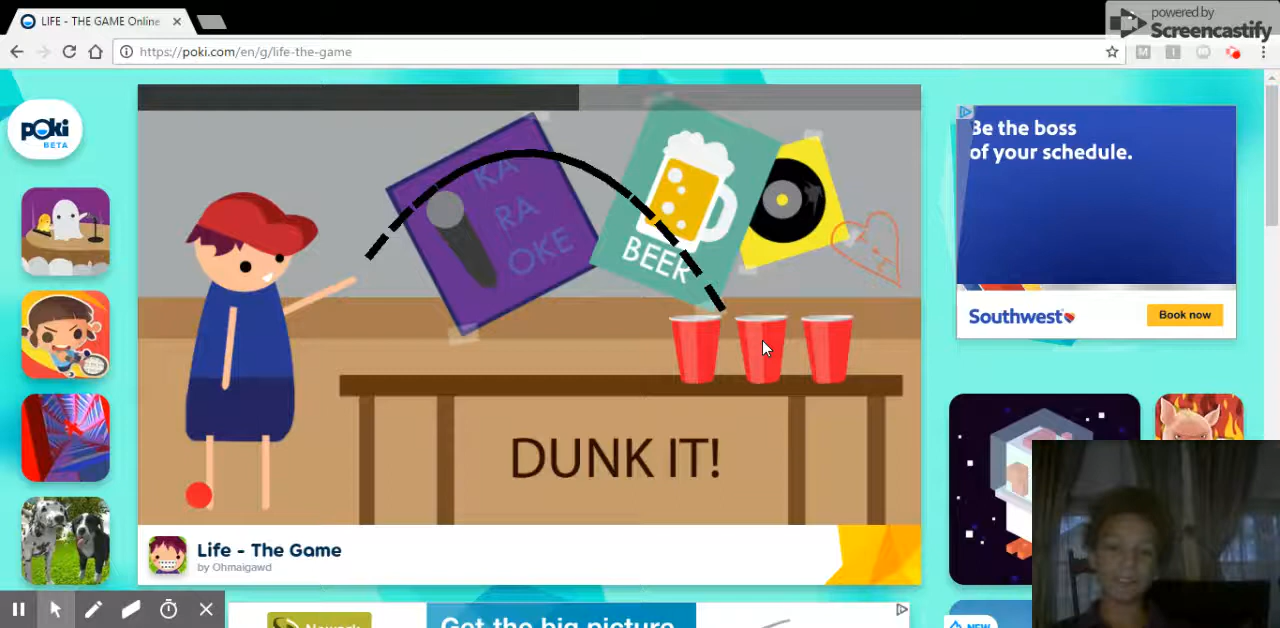 LIFE - THE GAME Online
powered by
Screencastify
https://poki.com/en/g/life-the-game
M
I
poki
BETA
KA
RA
OKE
BEER
Be the boss
of your schedule.
Southwest
Book now
DUNK IT!
Life - The Game
by Ohmaigawd
Newark
Get the big picture
NEW